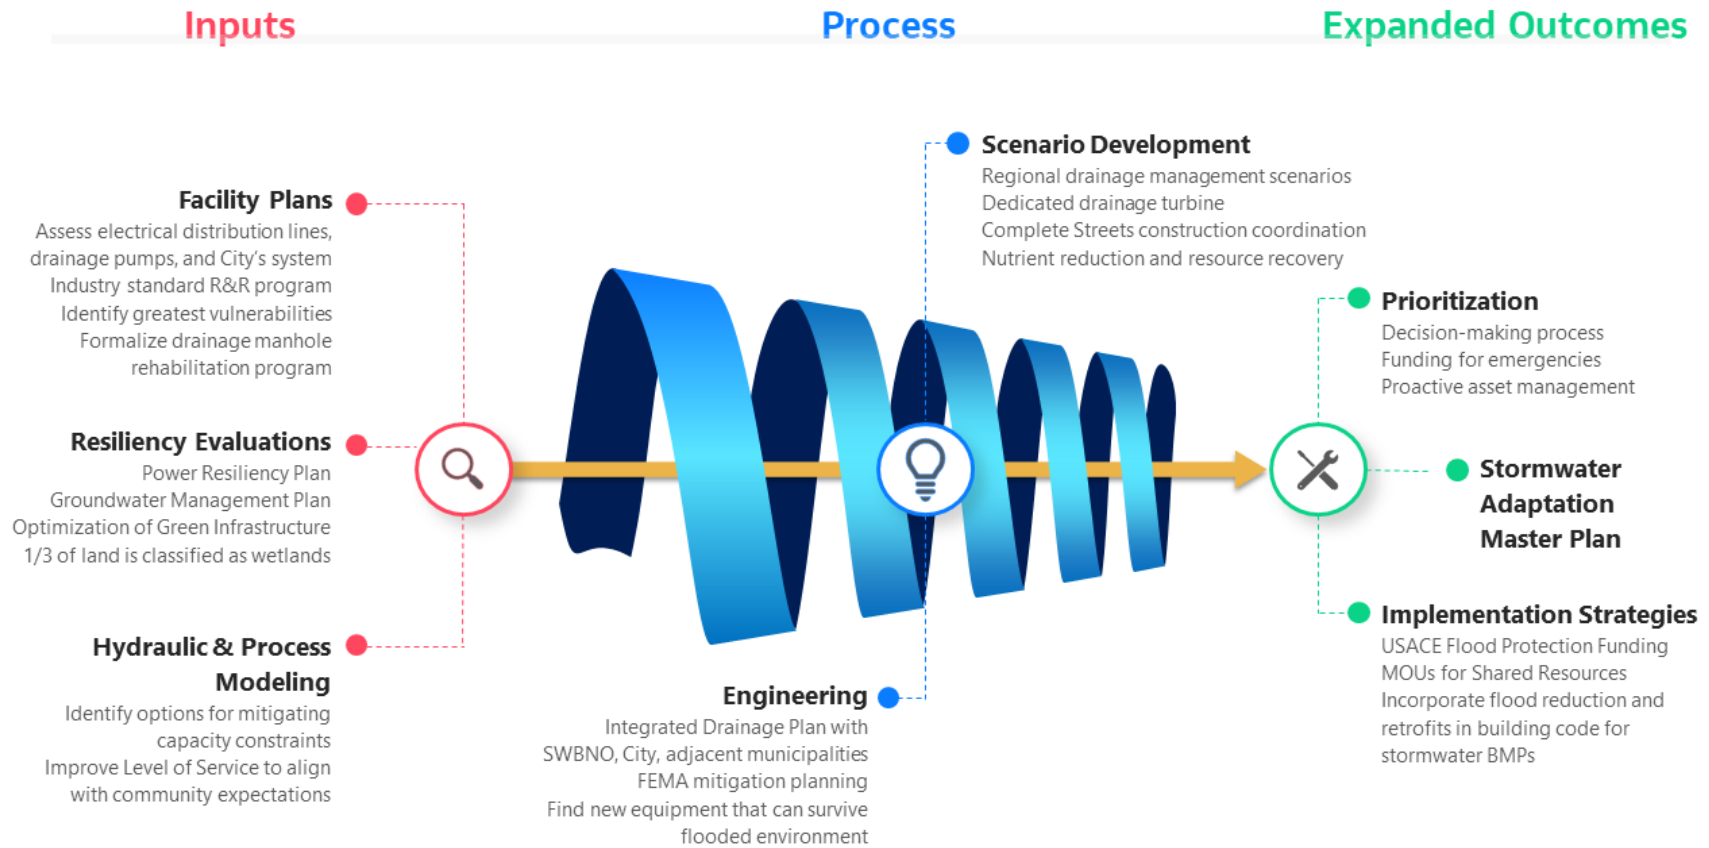 Inputs
Process
Expanded Outcomes
Facility Plans
Assess electrical distribution lines,
drainage pumps, and City's system
Industry standard R&R program
Identify greatest vulnerabilities
Formalize drainage manhole
rehabilitation program
Resiliency Evaluations
Power Resiliency Plan
Groundwater Management Plan
Optimization of Green Infrastructure
1/3 of land is classified as wetlands
Hydraulic & Process
Modeling
Identify options for mitigating
capacity constraints
Improve Level of Service to align
with community expectations
Scenario Development
Regional drainage management scenarios
Dedicated drainage turbine
Complete Streets construction coordination
Nutrient reduction and resource recovery
Engineering
Integrated Drainage Plan with
SWBNO, City, adjacent municipalities
FEMA mitigation planning
Find new equipment that can survive
flooded environment
Prioritization
Decision-making process
Funding for emergencies
Proactive asset management
Stormwater
Adaptation
Master Plan
Implementation Strategies
USACE Flood Protection Funding
MOUs for Shared Resources
Incorporate flood reduction and
retrofits in building code for
stormwater BMPs